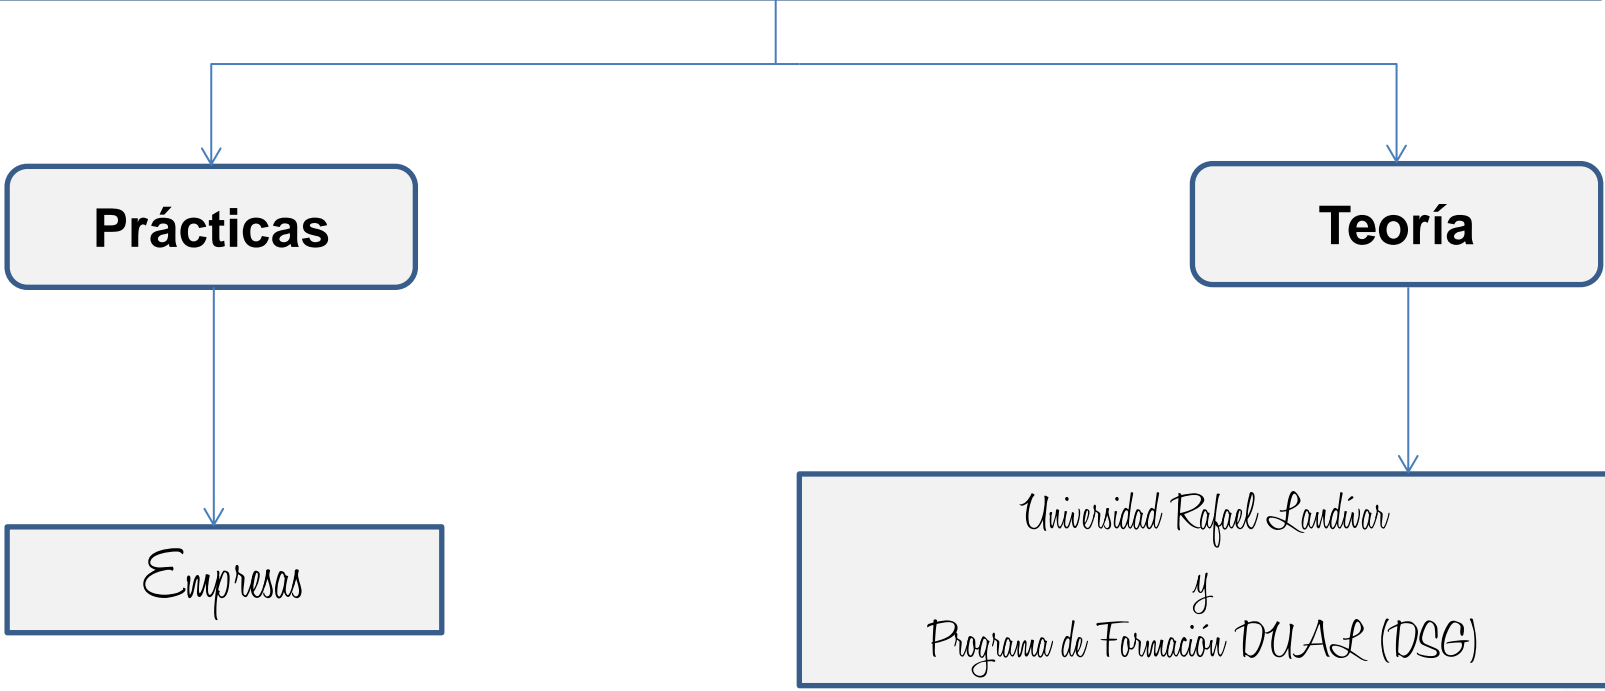 Prácticas
Teoría
Empresas
Universidad Rafael Landívar
y
Programa de Formación DUAL (DSG)